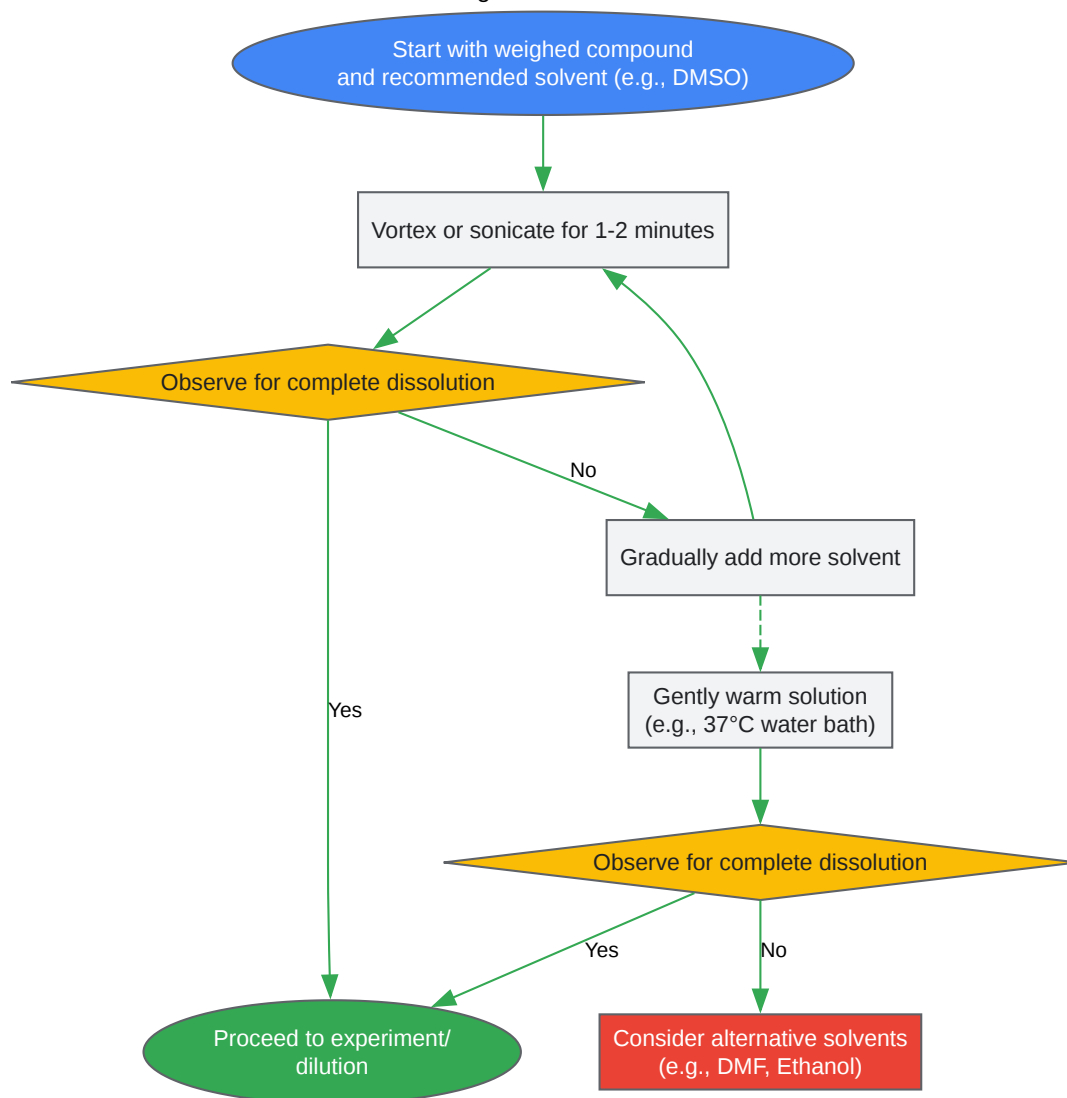 Start with weighed compound
and recommended solvent (e.g., DMSO)
Vortex or sonicate for 1-2 minutes
Observe for complete dissolution
No
Gradually add more solvent
Yes
Gently warm solution
(e.g., 37°C water bath)
Observe for complete dissolution
Yes
No
Proceed to experiment/
dilution
Consider alternative solvents
(e.g., DMF, Ethanol)